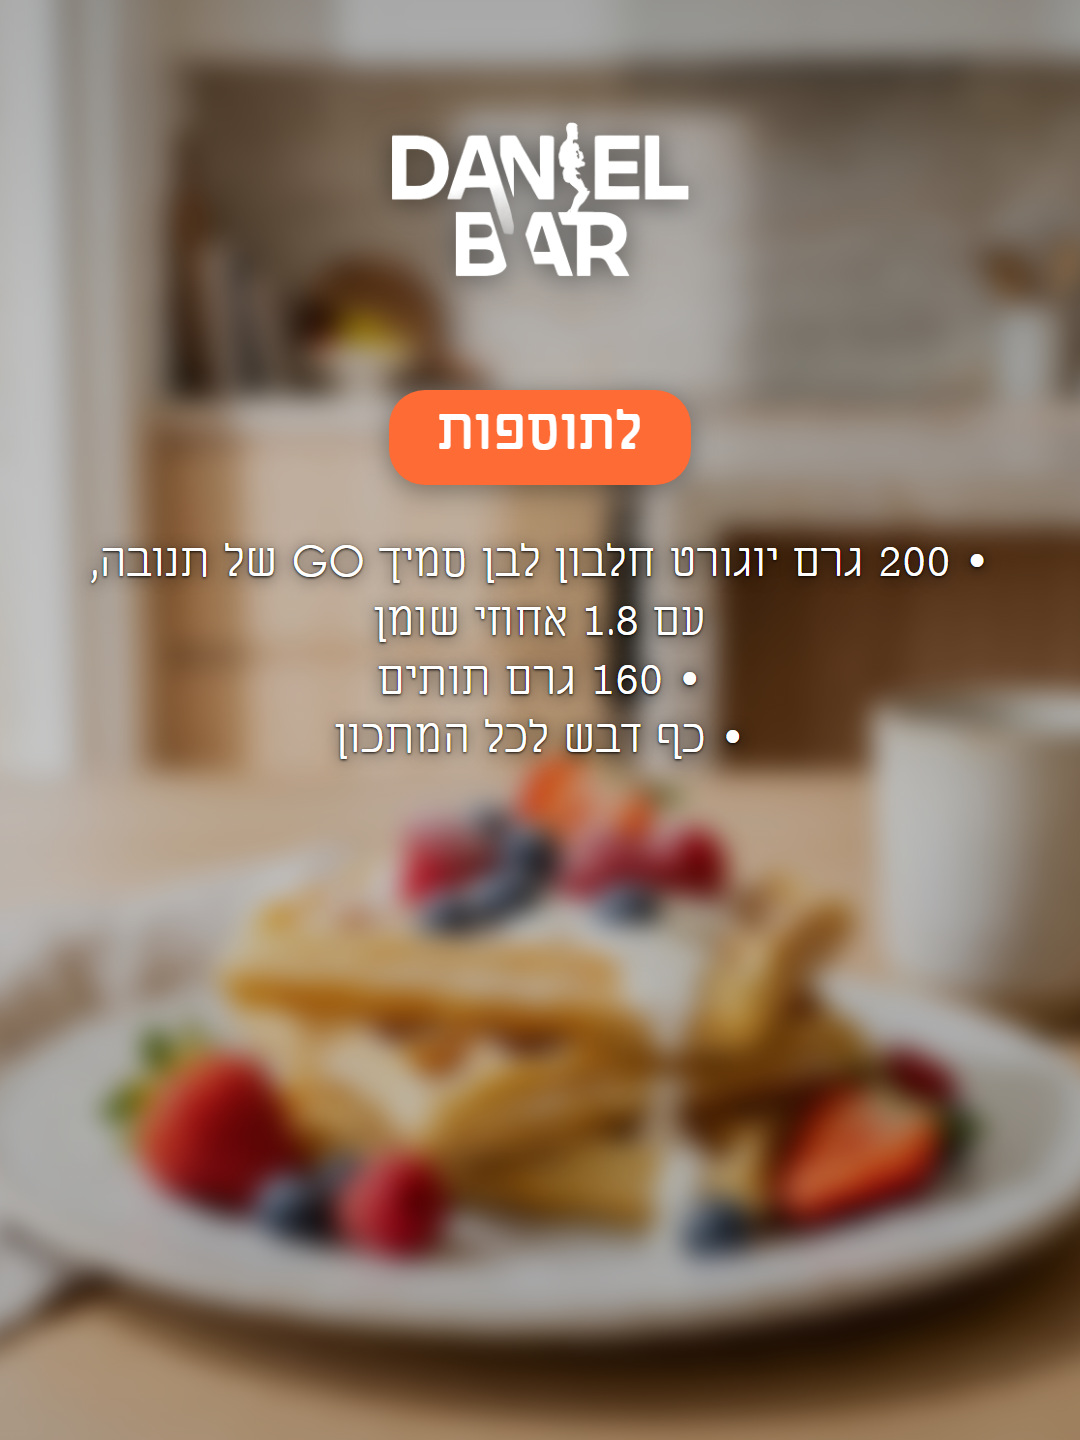 DANIEL
BAR
לתוספות
• 200 גרם יוגורט חלבון לבן סמיך GO של תנובה,
עם 1.8 אחוזי שומן
• 160 גרם תותים
• כף דבש לכל המתכון